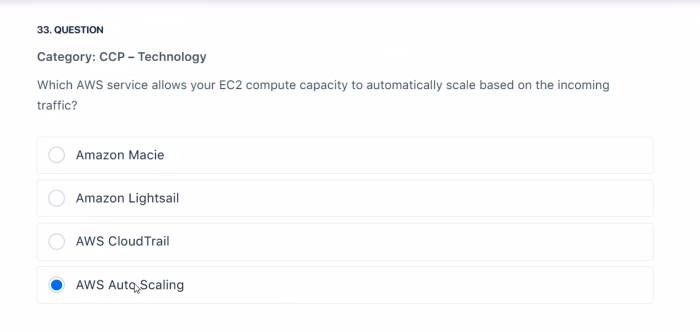 33. QUESTION
Category: CCP – Technology
Which AWS service allows your EC2 compute capacity to automatically scale based on the incoming
traffic?
Amazon Macie
Amazon Lightsail
AWS CloudTrail
AWS Auto Scaling